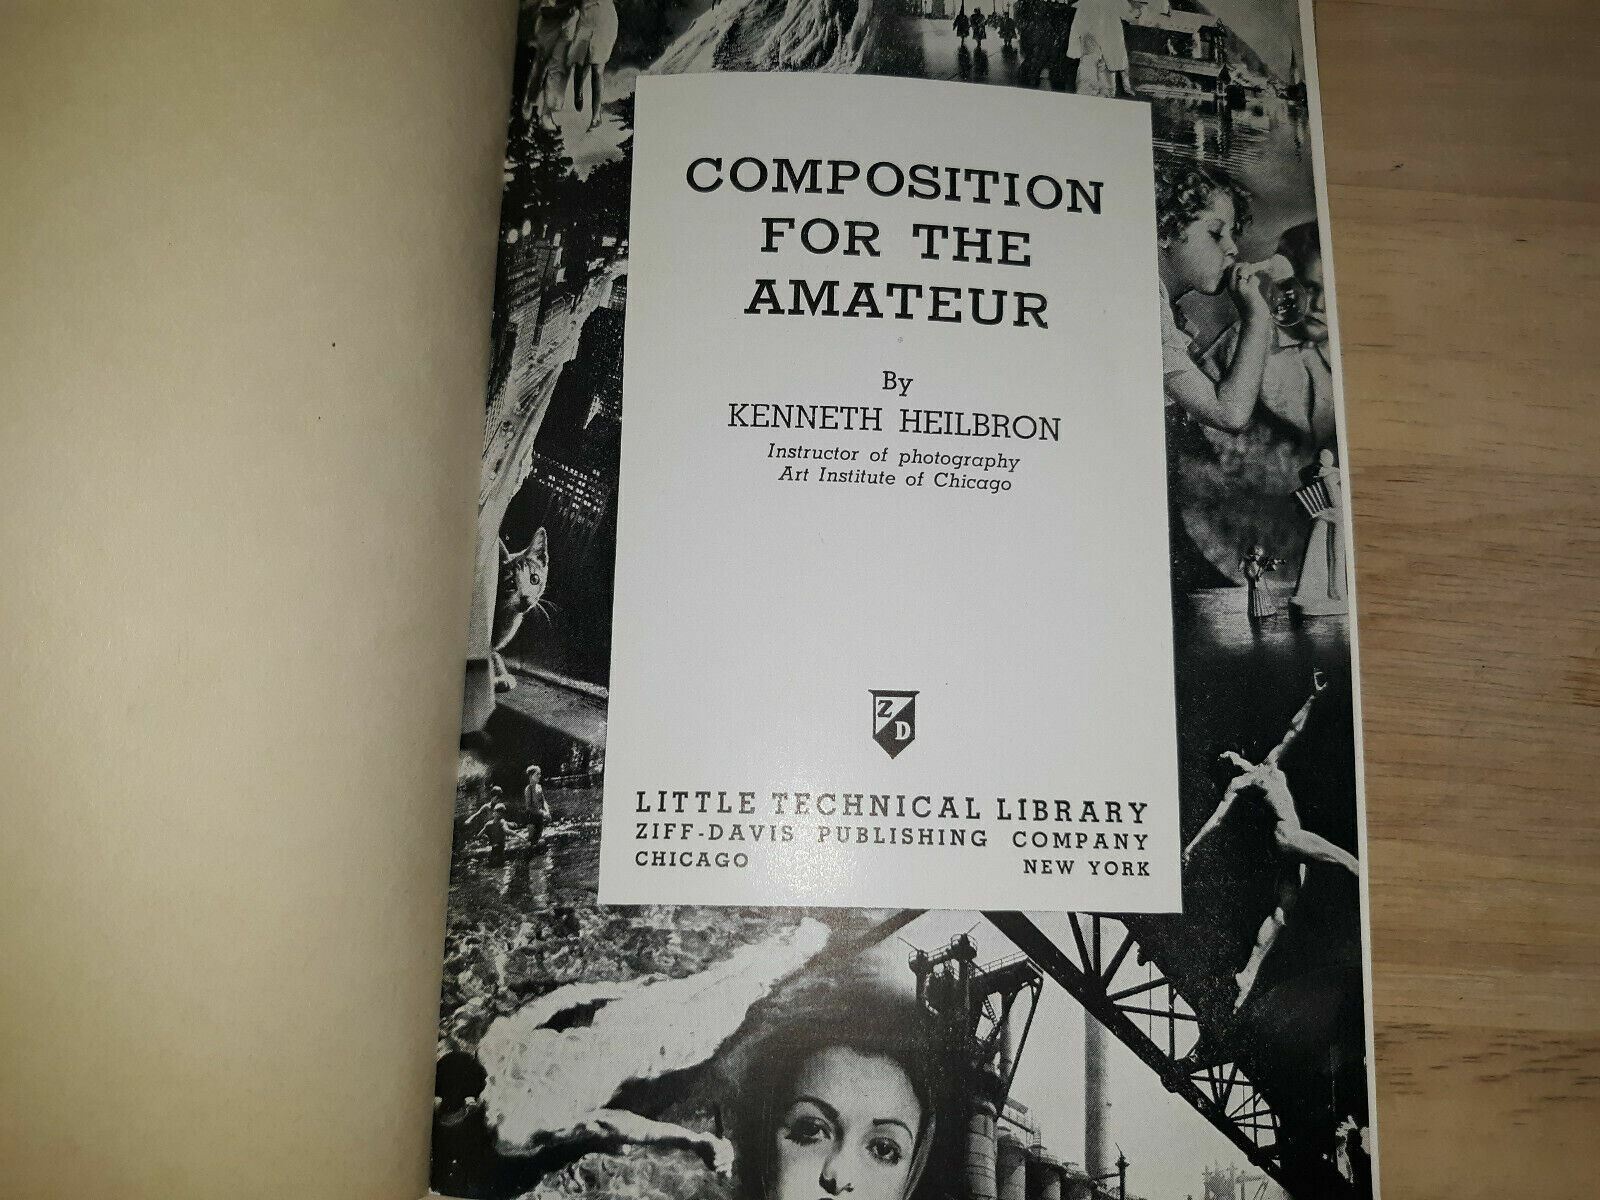 COMPOSITION
FOR THE
AMATEUR
By
KENNETH HEILBRON
Instructor of photography
Art Institute of Chicago
Z
D
LITTLE TECHNICAL LIBRARY
ZIFF-DAVIS PUBLISHING COMPANY
CHICAGO NEW YORK